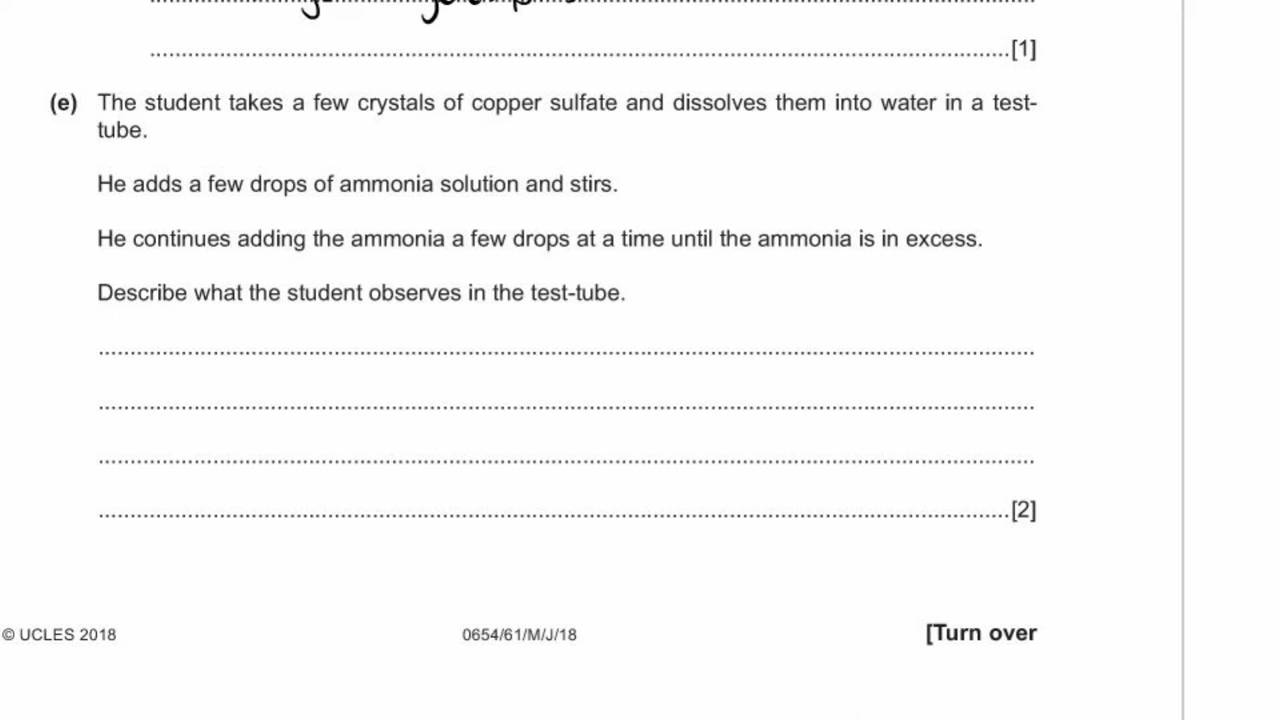 [1]
(e) The student takes a few crystals of copper sulfate and dissolves them into water in a test-
tube.
He adds a few drops of ammonia solution and stirs.
He continues adding the ammonia a few drops at a time until the ammonia is in excess.
Describe what the student observes in the test-tube.
[2]
© UCLES 2018 0654/61/M/J/18 [Turn over